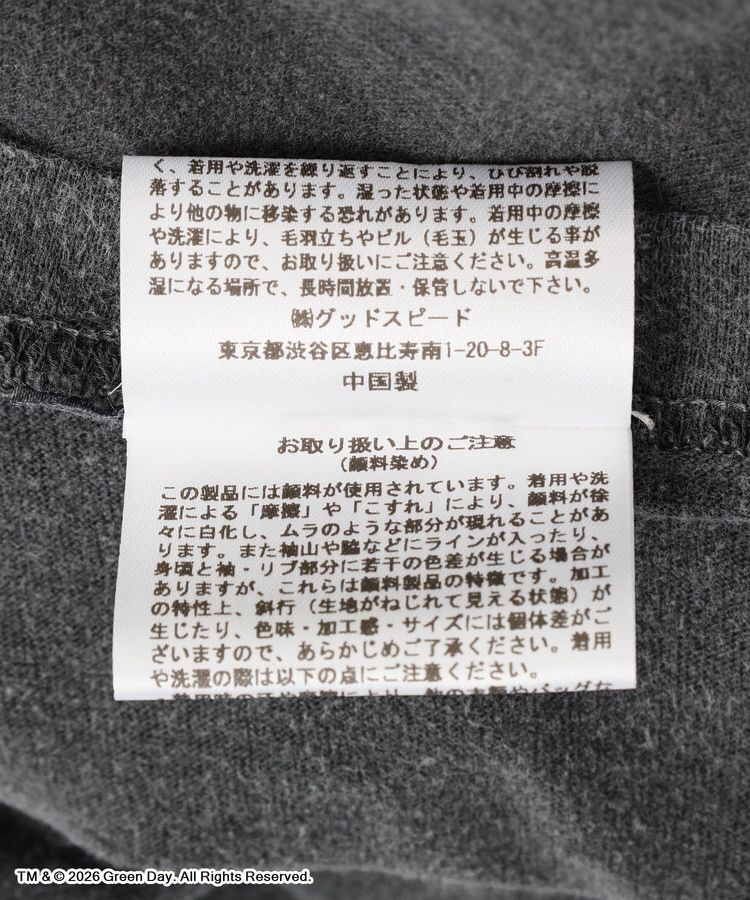 く、着用や洗濯を繰り返すことにより、ひび割れや脱
落することがあります。湿った状態や着用中の摩擦に
より他の物に移染する恐れがあります。着用中の摩擦
や洗濯により、毛羽立ちやピル（毛玉）が生じる事が
ありますので、お取り扱いにご注意ください。高温多
湿になる場所で、長時間放置・保管しないで下さい。
㈱グッドスピード
東京都渋谷区恵比寿南1-20-8-3F
中国製
お取り扱い上のご注意
（顔料染め）
この製品には顔料が使用されています。着用や洗
濯による「摩擦」や「こすれ」により、顔料が徐
々に白化し、ムラのような部分が現れることがあ
ります。また袖山や脇などにラインが入ったり、
身頃と袖・リブ部分に若干の色差が生じる場合が
ありますが、これらは顔料製品の特徴です。加工
の特性上、斜行（生地がねじれて見える状態）が
生じたり、色味・加工感・サイズには個体差がご
ざいますので、あらかじめご了承ください。着用
や洗濯の際は以下の点にご注意ください。
TM & © 2026 Green Day. All Rights Reserved.